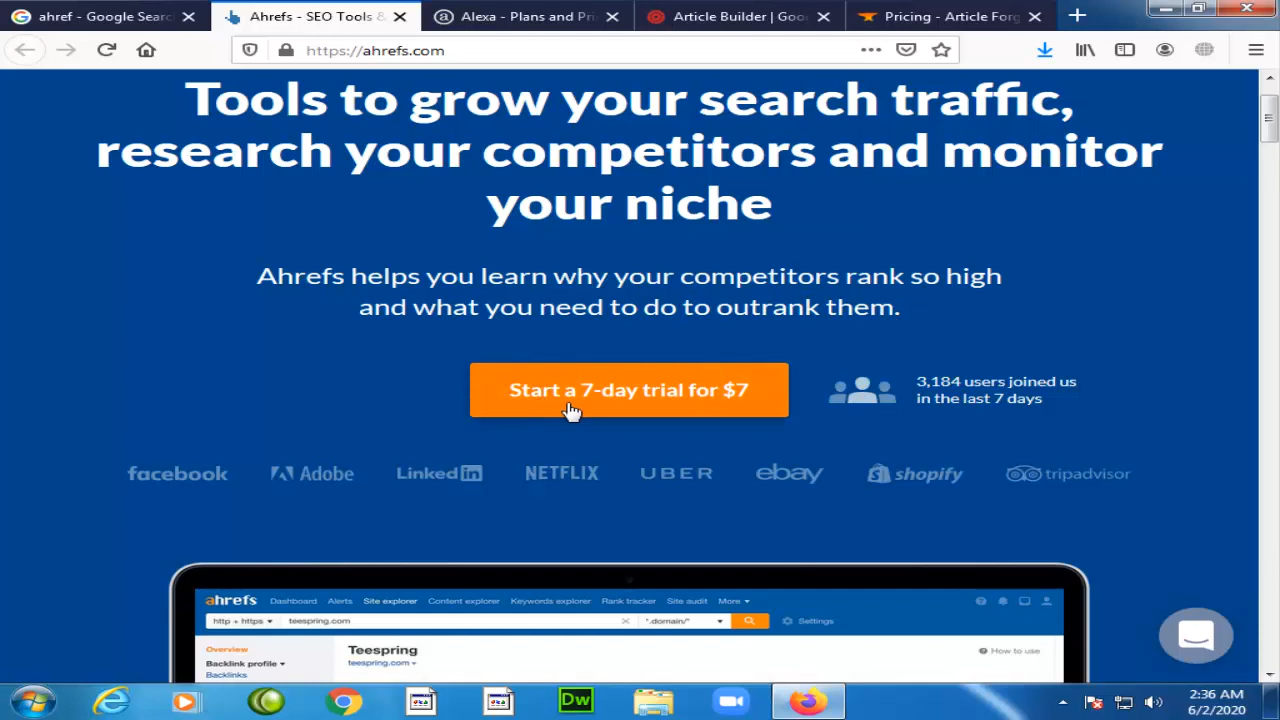 ahref - Google Searc
Ahrefs - SEO Tools &
Alexa - Plans and Pri
Article Builder | Goo
Pricing - Article Forg
https://ahrefs.com
Tools to grow your search traffic,
research your competitors and monitor
your niche
Ahrefs helps you learn why your competitors rank so high
and what you need to do to outrank them.
Start a 7-day trial for $7
3,184 users joined us
in the last 7 days
facebook
Adobe
Linked in
NETFLIX
UBER
ebay
shopify
tripadvisor
ahrefs Dashboard Alerts Site explorer Content explorer Keywords explorer Rank tracker Site audit More
http + https teespring.com *.domain/* Settings
Overview
Teespring
How to use
Backlink profile
teespring.com
Backlinks
Dw
2:36 AM
6/2/2020